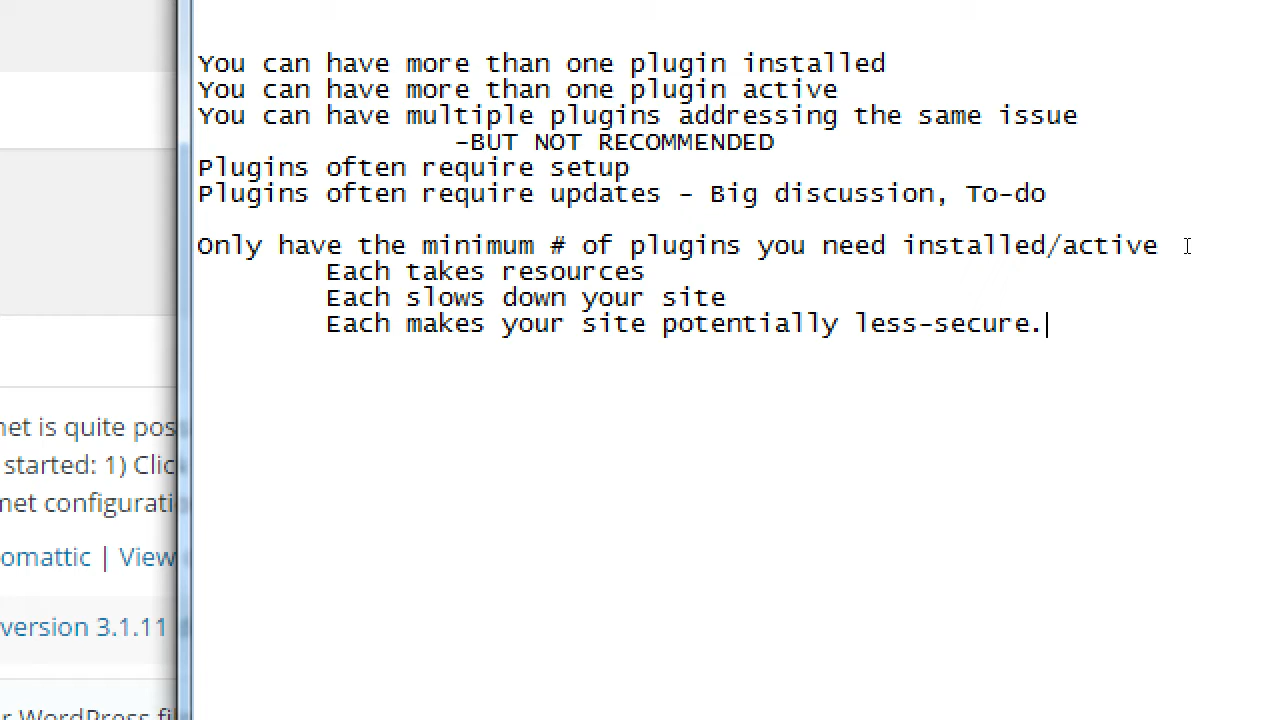 You can have more than one plugin installed
You can have more than one plugin active
You can have multiple plugins addressing the same issue
-BUT NOT RECOMMENDED
Plugins often require setup
Plugins often require updates - Big discussion, To-do
Only have the minimum # of plugins you need installed/active
Each takes resources
Each slows down your site
Each makes your site potentially less-secure.
net is quite pos
started: 1) Clic
net configurati
omattic | View
version 3.1.11
r WordPress fil